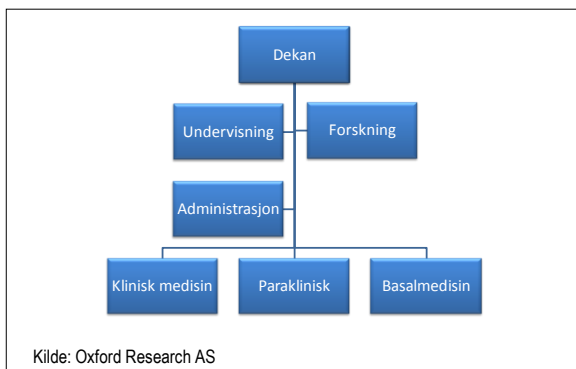 Dekan
Undervisning
Forskning
Administrasjon
Klinisk medisin
Paraklinisk
Basalmedisin
Kilde: Oxford Research AS